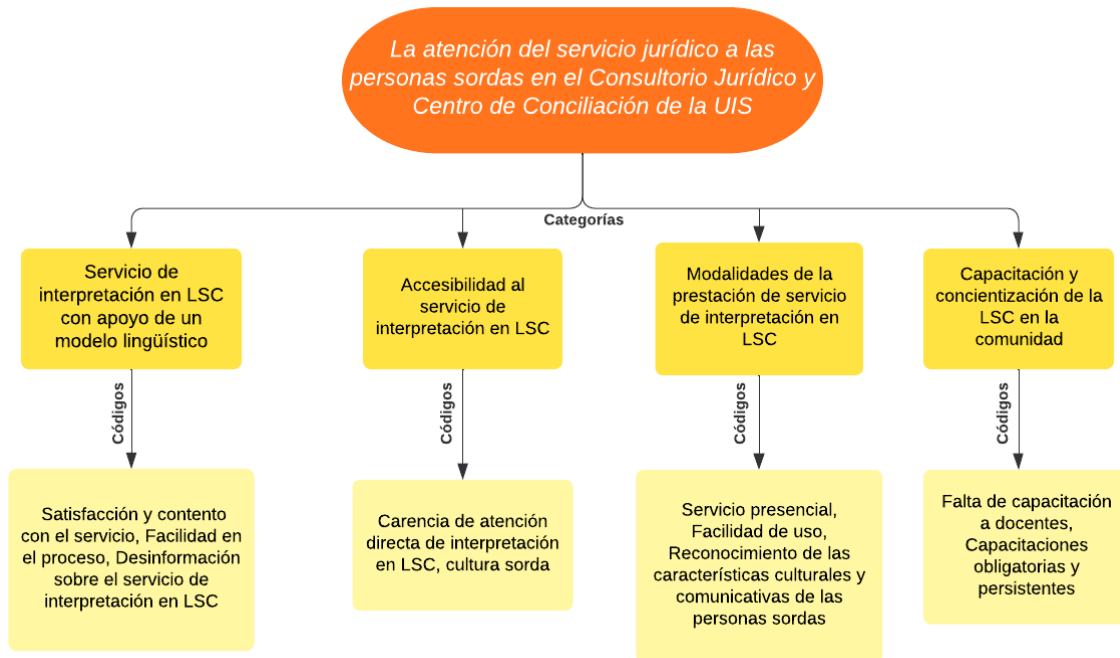 La atención del servicio jurídico a las
personas sordas en el Consultorio Jurídico y
Centro de Conciliación de la UIS
Categorías
Servicio de
interpretación en LSC
con apoyo de un
modelo lingüístico
Accesibilidad al
servicio de
interpretación en LSC
Modalidades de la
prestación de servicio
de interpretación en
LSC
Capacitación y
concientización de la
LSC en la
comunidad
Códigos
Códigos
Códigos
Códigos
Satisfacción y contento
con el servicio, Facilidad en
el proceso, Desinformación
sobre el servicio de
interpretación en LSC
Carencia de atención
directa de interpretación
en LSC, cultura sorda
Servicio presencial,
Facilidad de uso,
Reconocimiento de las
características culturales y
comunicativas de las
personas sordas
Falta de capacitación
a docentes,
Capacitaciones
obligatorias y
persistentes